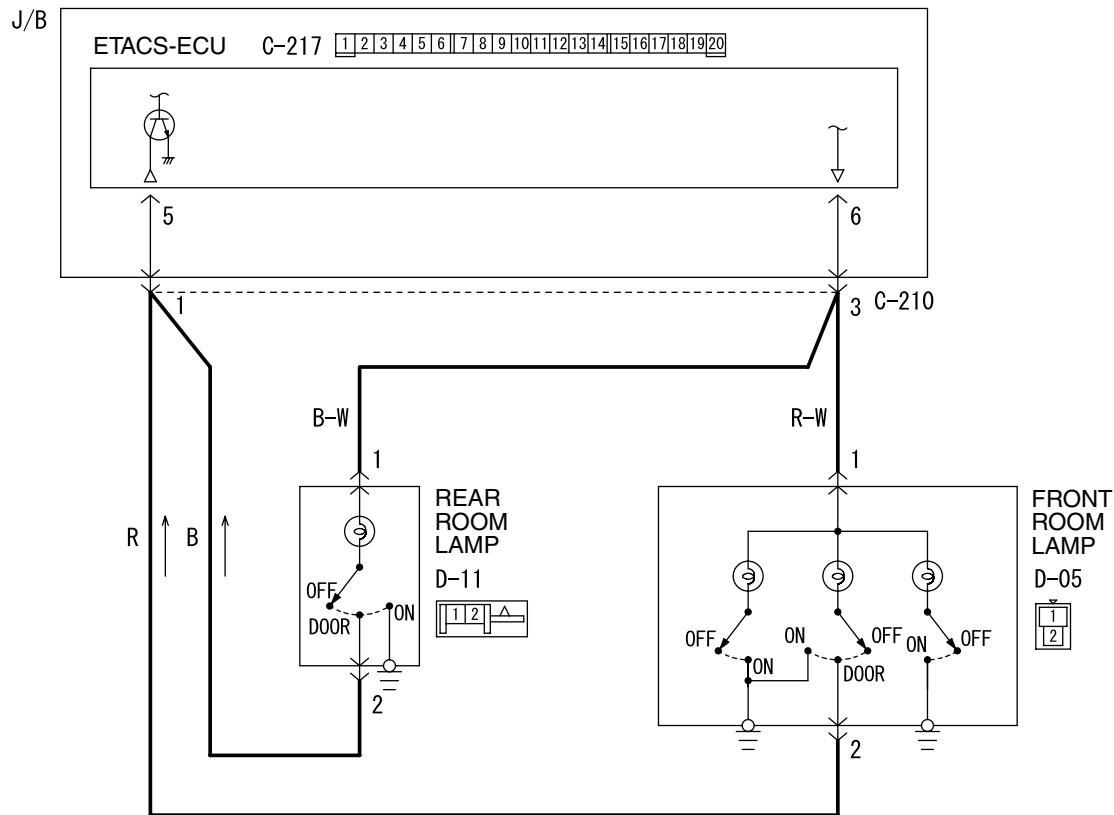 J/B
ETACS-ECU C-217 1 2 3 4 5 6 7 8 9 10 11 12 13 14 15 16 17 18 19 20
5 6
1 3 C-210
B-W R-W
1 1
R B
REAR
ROOM
LAMP
D-11
1 2
OFF
DOOR
ON
2
FRONT
ROOM
LAMP
D-05
1
2
OFF ON OFF ON OFF
ON DOOR
2